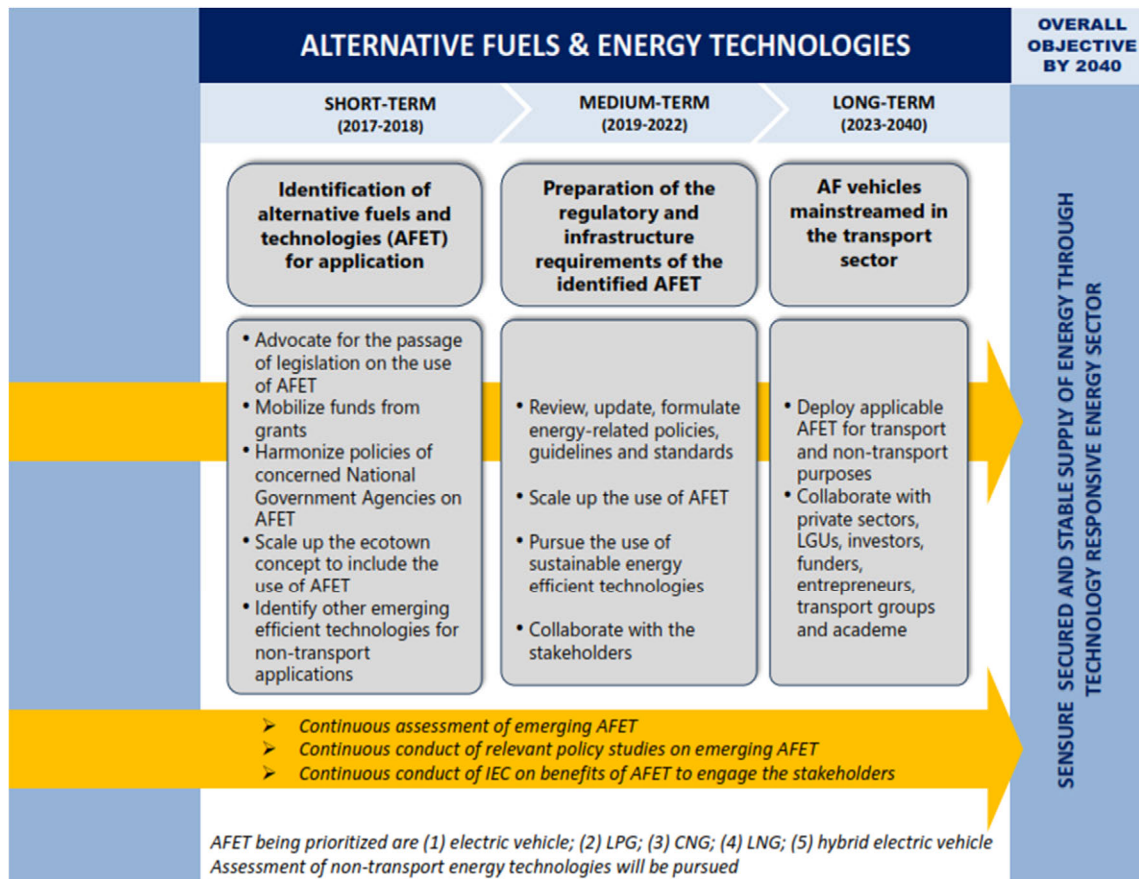 ALTERNATIVE FUELS & ENERGY TECHNOLOGIES
OVERALL
OBJECTIVE
BY 2040
SHORT-TERM
(2017-2018)
MEDIUM-TERM
(2019-2022)
LONG-TERM
(2023-2040)
Identification of
alternative fuels and
technologies (AFET)
for application
Preparation of the
regulatory and
infrastructure
requirements of the
identified AFET
AF vehicles
mainstreamed in
the transport
sector
• Advocate for the passage
of legislation on the use
of AFET
• Mobilize funds from
grants
• Harmonize policies of
concerned National
Government Agencies on
AFET
• Scale up the ecotown
concept to include the
use of AFET
• Identify other emerging
efficient technologies for
non-transport
applications
• Review, update, formulate
energy-related policies,
guidelines and standards
• Scale up the use of AFET
• Pursue the use of
sustainable energy
efficient technologies
• Collaborate with the
stakeholders
• Deploy applicable
AFET for transport
and non-transport
purposes
• Collaborate with
private sectors,
LGUs, investors,
funders,
entrepreneurs,
transport groups
and academe
SENSURE SECURED AND STABLE SUPPLY OF ENERGY THROUGH
TECHNOLOGY RESPONSIVE ENERGY SECTOR
➢ Continuous assessment of emerging AFET
➢ Continuous conduct of relevant policy studies on emerging AFET
➢ Continuous conduct of IEC on benefits of AFET to engage the stakeholders
AFET being prioritized are (1) electric vehicle; (2) LPG; (3) CNG; (4) LNG; (5) hybrid electric vehicle
Assessment of non-transport energy technologies will be pursued